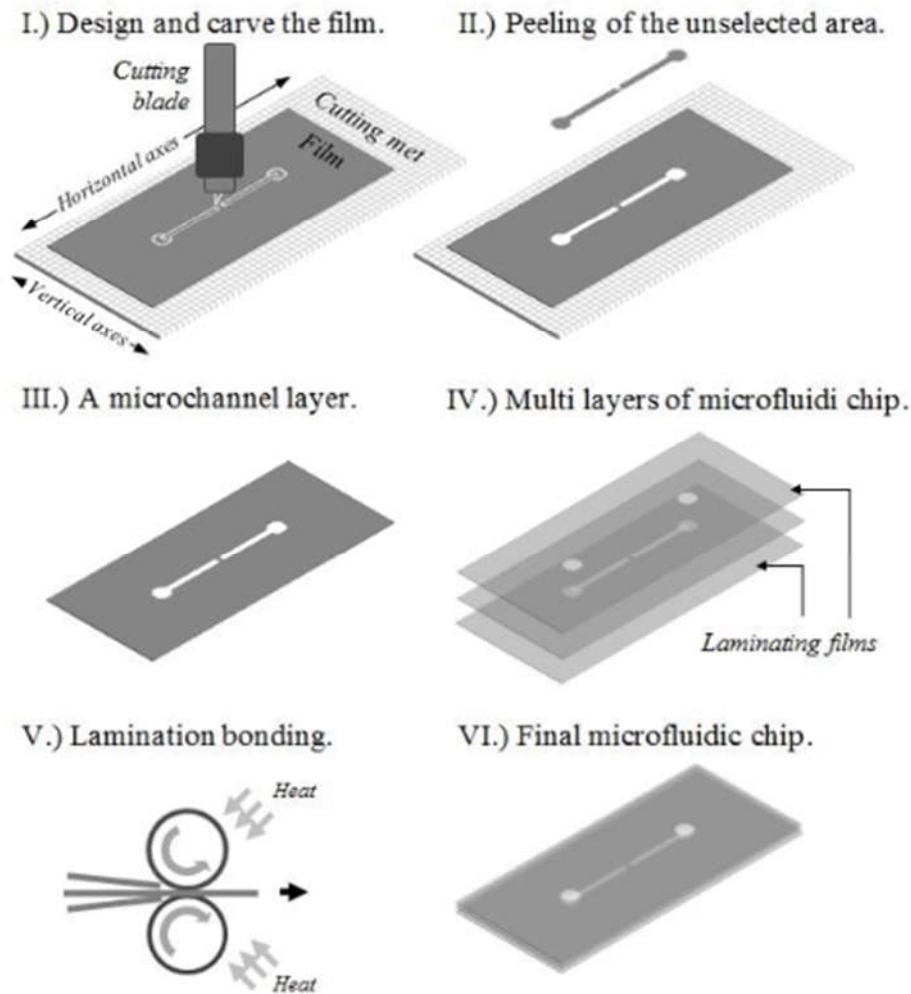 I.) Design and carve the film.
II.) Peeling of the unselected area.
Cutting
blade
Horizontal axes
Cutting met
Film
Vertical axes
III.) A microchannel layer.
IV.) Multi layers of microfluidi chip.
Laminating films
V.) Lamination bonding.
VI.) Final microfluidic chip.
Heat
Heat